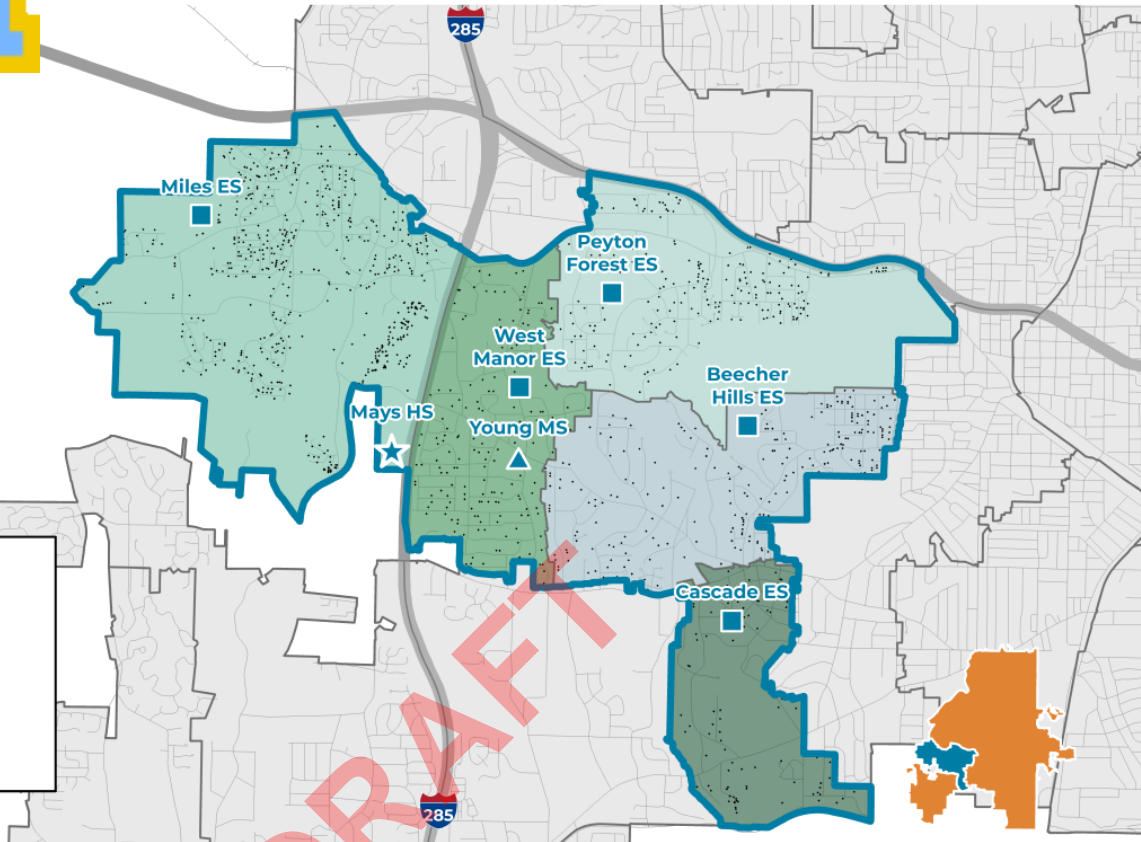 285
Miles ES
Peyton
Forest ES
West
Manor ES
Beecher
Hills ES
Mays HS
Young MS
Cascade ES
DRAFT
285